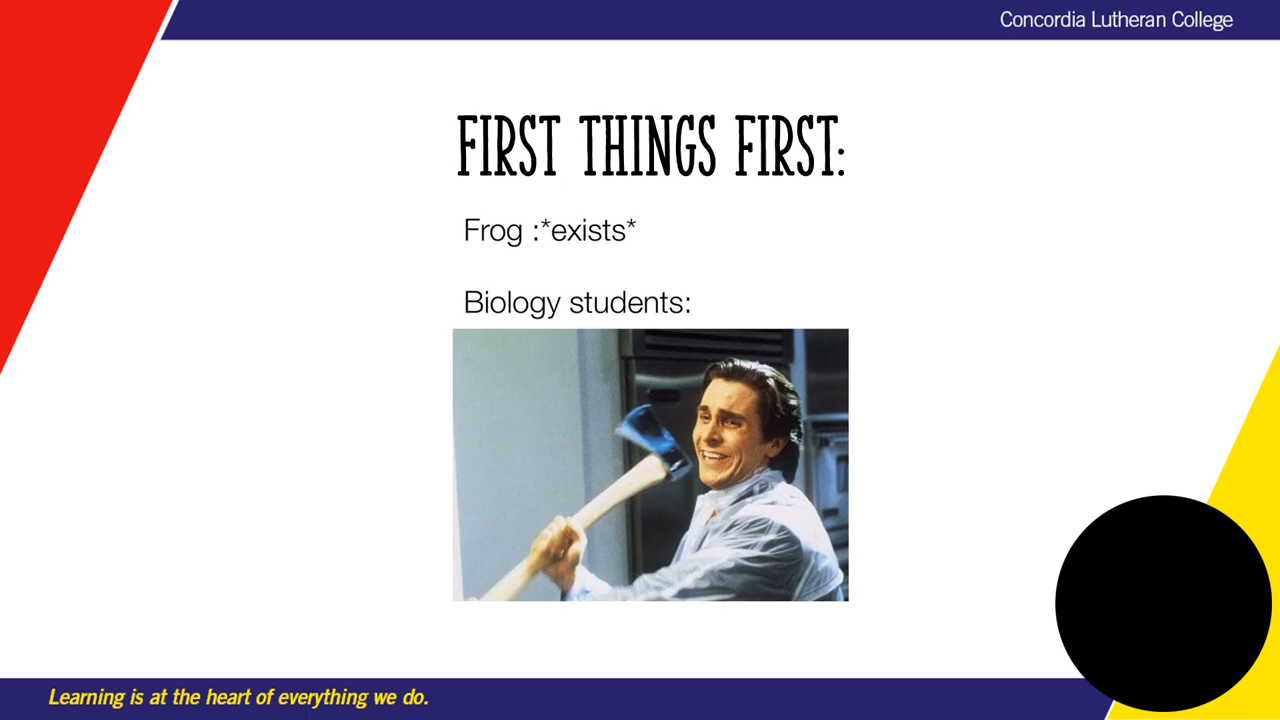 Concordia Lutheran College
FIRST THINGS FIRST:
Frog :*exists*
Biology students:
Learning is at the heart of everything we do.